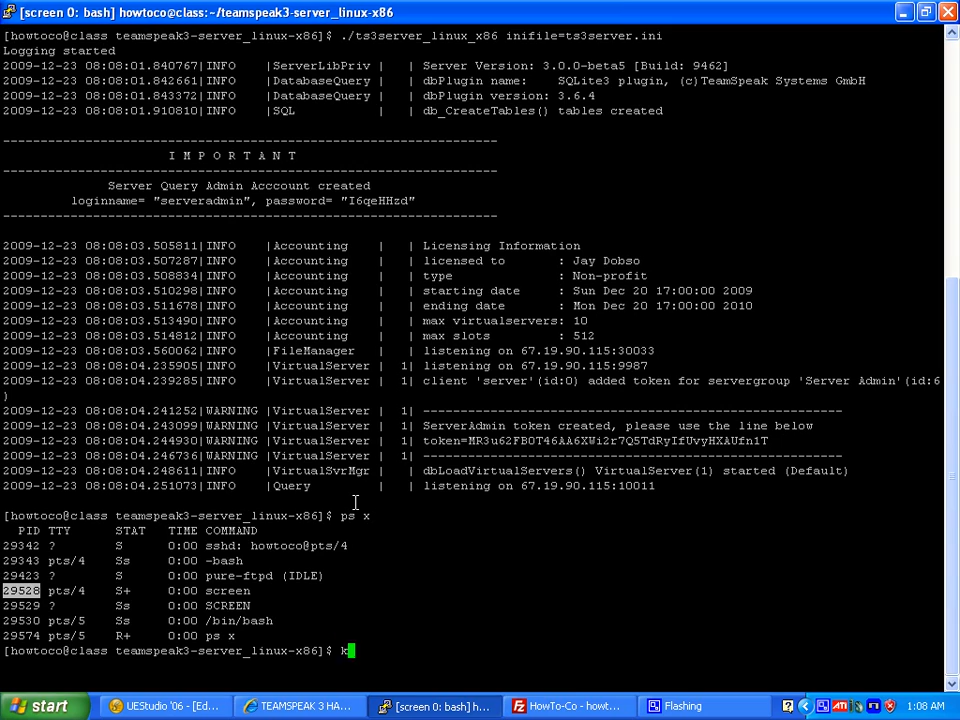 [screen 0: bash] howtoco@class:~/teamspeak3-server_linux-x86
[howtoco@class teamspeak3-server_linux-x86]$ ./ts3server_linux_x86 inifile=ts3server.ini
Logging started
2009-12-23 08:08:01.840767|INFO    |ServerLibPriv |   | Server Version: 3.0.0-beta5 [Build: 9462]
2009-12-23 08:08:01.842661|INFO    |DatabaseQuery |   | dbPlugin name:    SQLite3 plugin, (c)TeamSpeak Systems GmbH
2009-12-23 08:08:01.843372|INFO    |DatabaseQuery |   | dbPlugin version: 3.6.4
2009-12-23 08:08:01.910810|INFO    |SQL           |   | db_CreateTables() tables created
------------------------------------------------------------------
I M P O R T A N T
------------------------------------------------------------------
Server Query Admin Acccount created
loginname= "serveradmin", password= "I6qeHHzd"
------------------------------------------------------------------
2009-12-23 08:08:03.505811|INFO    |Accounting    |   | Licensing Information
2009-12-23 08:08:03.507287|INFO    |Accounting    |   | licensed to       : Jay Dobso
2009-12-23 08:08:03.508834|INFO    |Accounting    |   | type              : Non-profit
2009-12-23 08:08:03.510298|INFO    |Accounting    |   | starting date     : Sun Dec 20 17:00:00 2009
2009-12-23 08:08:03.511678|INFO    |Accounting    |   | ending date       : Mon Dec 20 17:00:00 2010
2009-12-23 08:08:03.513490|INFO    |Accounting    |   | max virtualservers: 10
2009-12-23 08:08:03.514812|INFO    |Accounting    |   | max slots         : 512
2009-12-23 08:08:03.560062|INFO    |FileManager   |   | listening on 67.19.90.115:30033
2009-12-23 08:08:04.235905|INFO    |VirtualServer |  1| listening on 67.19.90.115:9987
2009-12-23 08:08:04.239285|INFO    |VirtualServer |  1| client 'server'(id:0) added token for servergroup 'Server Admin'(id:6
)
2009-12-23 08:08:04.241252|WARNING |VirtualServer |  1| --------------------------------------------------------
2009-12-23 08:08:04.243099|WARNING |VirtualServer |  1| ServerAdmin token created, please use the line below
2009-12-23 08:08:04.244930|WARNING |VirtualServer |  1| token=MR3u62FBOT46AA6XWi2r7Q5TdRyIfUvyHXAUfn1T
2009-12-23 08:08:04.246736|WARNING |VirtualServer |  1| --------------------------------------------------------
2009-12-23 08:08:04.248611|INFO    |VirtualSvrMgr |   | dbLoadVirtualServers() VirtualServer(1) started (Default)
2009-12-23 08:08:04.251073|INFO    |Query         |   | listening on 67.19.90.115:10011
[howtoco@class teamspeak3-server_linux-x86]$ ps x
PID TTY      STAT   TIME COMMAND
29342 ?        S      0:00 sshd: howtoco@pts/4
29343 pts/4    Ss     0:00 -bash
29423 ?        S      0:00 pure-ftpd (IDLE)
29528 pts/4    S+     0:00 screen
29529 ?        Ss     0:00 SCREEN
29530 pts/5    Ss     0:00 /bin/bash
29574 pts/5    R+     0:00 ps x
[howtoco@class teamspeak3-server_linux-x86]$ k
start
UEStudio '06 - [Ed...
TEAMSPEAK 3 HA...
[screen 0: bash] h...
HowTo-Co - howt...
Flashing
1:08 AM